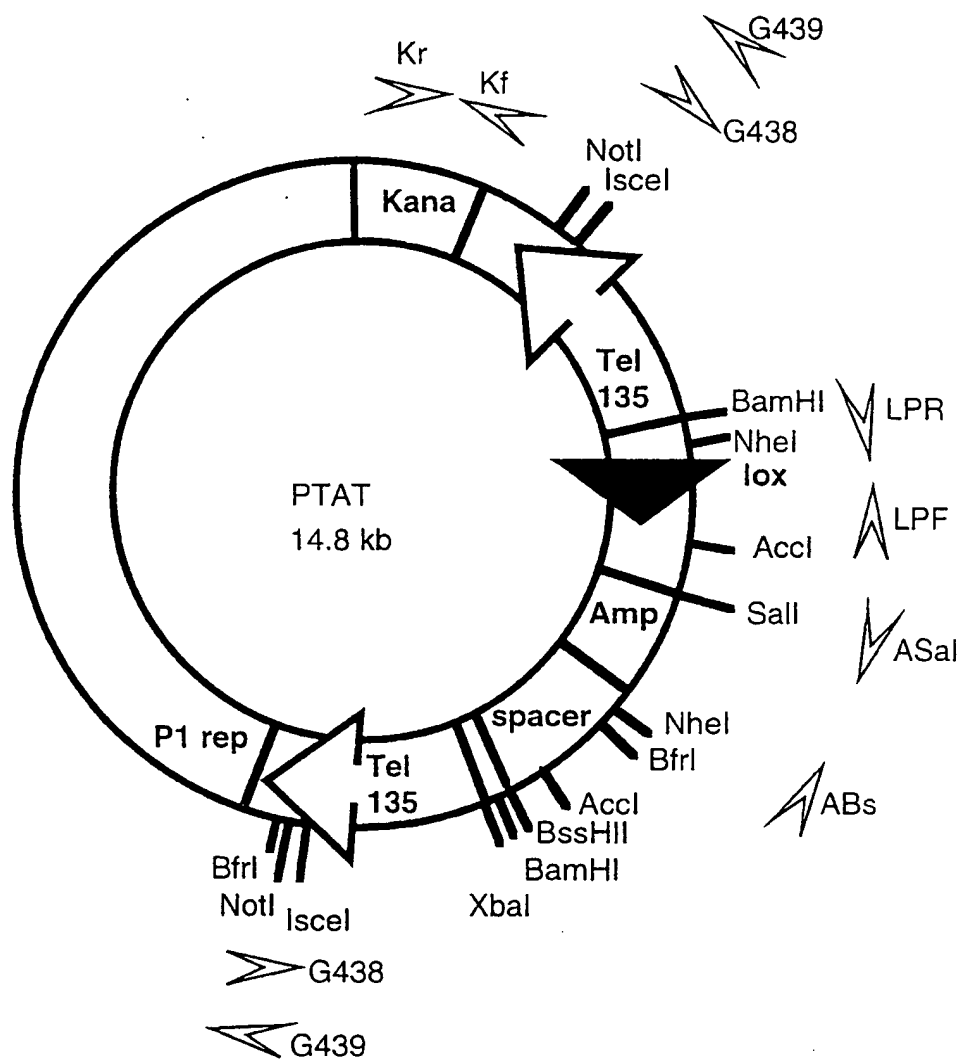 G439
Kr
Kf
G438
NotI
IsceI
Kana
Tel
135
BamHI
LPR
NheI
lox
PTAT
14.8 kb
LPF
AccI
Amp
SalI
ASal
spacer
NheI
P1 rep
BfrI
Tel
135
AccI
ABs
BssHII
BfrI
BamHI
NotI
XbaI
IsceI
G438
G439